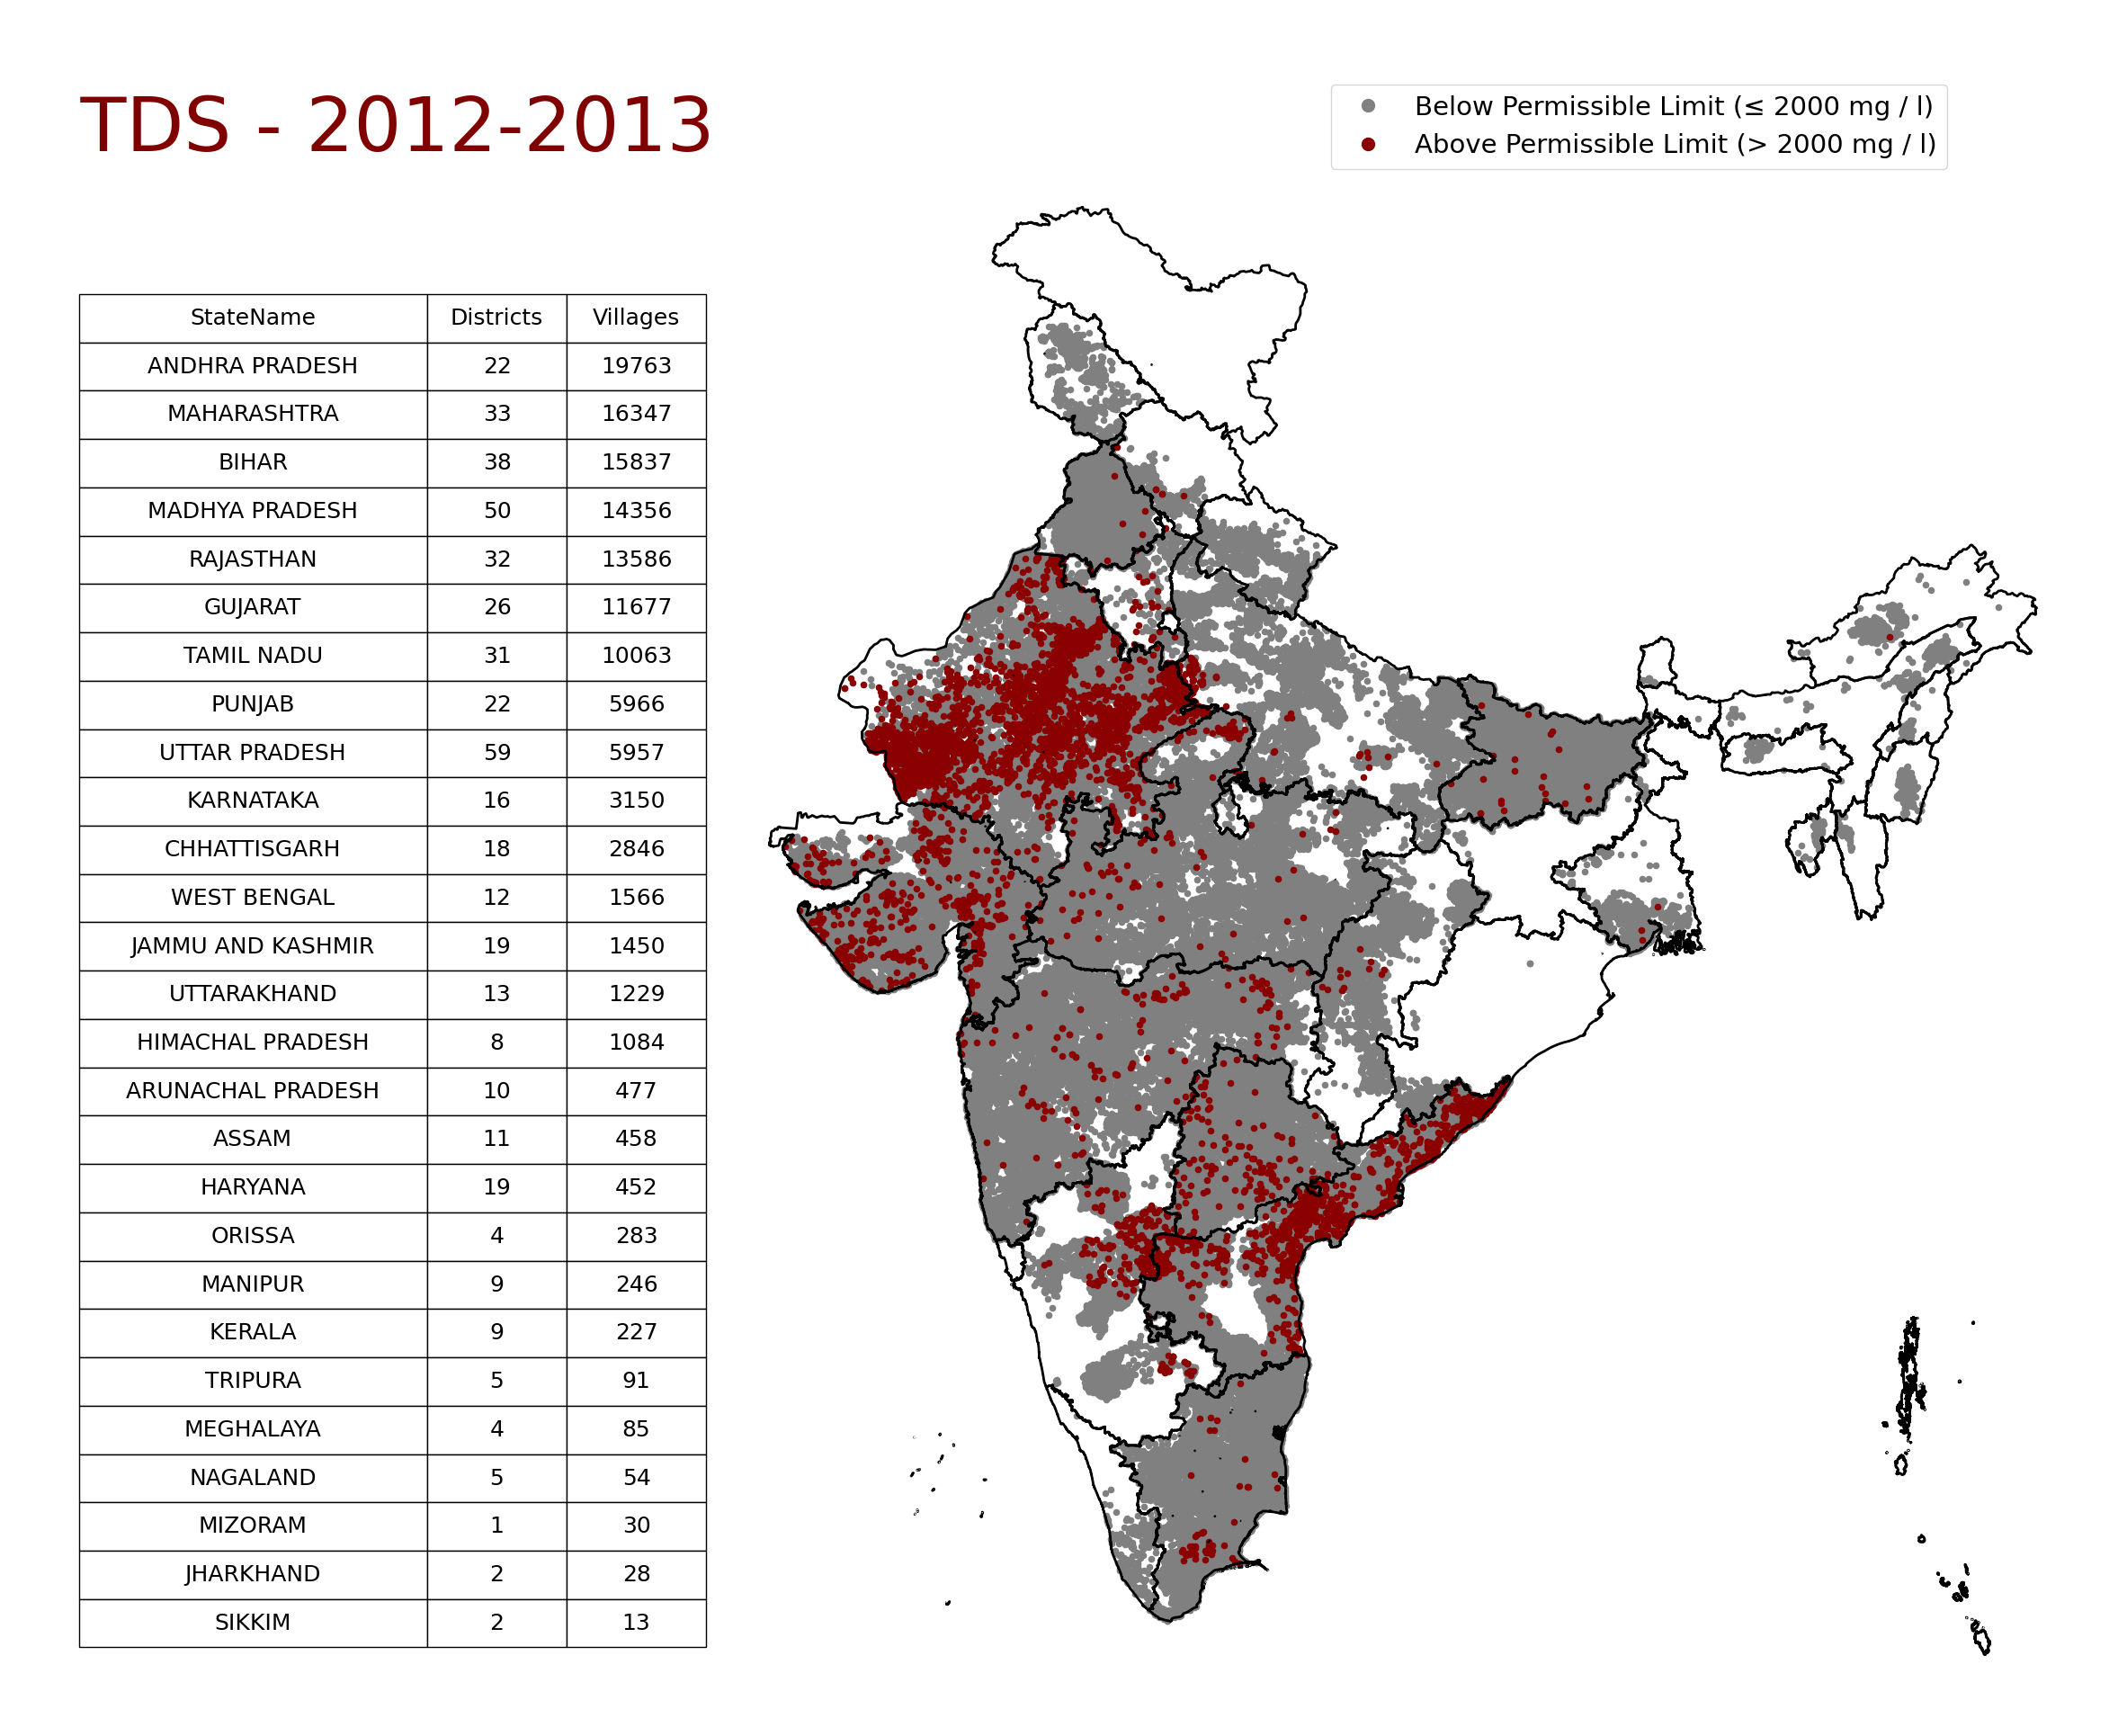 TDS - 2012-2013
Below Permissible Limit (≤ 2000 mg / l)
Above Permissible Limit (> 2000 mg / l)
StateName Districts Villages
ANDHRA PRADESH 22 19763
MAHARASHTRA 33 16347
BIHAR 38 15837
MADHYA PRADESH 50 14356
RAJASTHAN 32 13586
GUJARAT 26 11677
TAMIL NADU 31 10063
PUNJAB 22 5966
UTTAR PRADESH 59 5957
KARNATAKA 16 3150
CHHATTISGARH 18 2846
WEST BENGAL 12 1566
JAMMU AND KASHMIR 19 1450
UTTARAKHAND 13 1229
HIMACHAL PRADESH 8 1084
ARUNACHAL PRADESH 10 477
ASSAM 11 458
HARYANA 19 452
ORISSA 4 283
MANIPUR 9 246
KERALA 9 227
TRIPURA 5 91
MEGHALAYA 4 85
NAGALAND 5 54
MIZORAM 1 30
JHARKHAND 2 28
SIKKIM 2 13